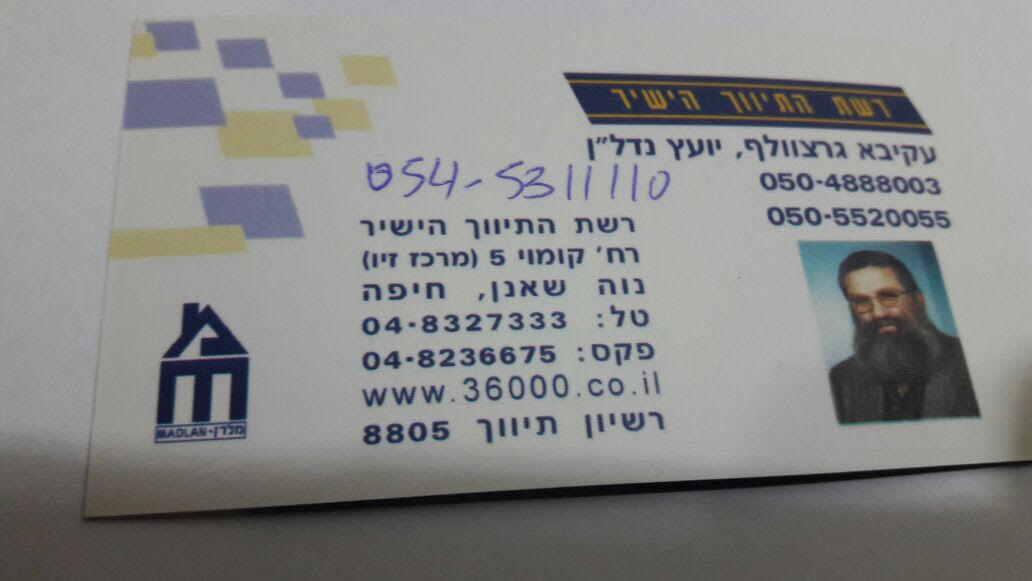 רשת התיווך הישיר
עקיבא גרצוולף, יועץ נדל"ן
050-4888003
050-5520055
054-5311110
רשת התיווך הישיר
רח' קומוי 5 (מרכז זיו)
נוה שאנן, חיפה
טל: 04-8327333
פקס: 04-8236675
www.36000.co.il
רשיון תיווך 8805
MADLAN-מדלן